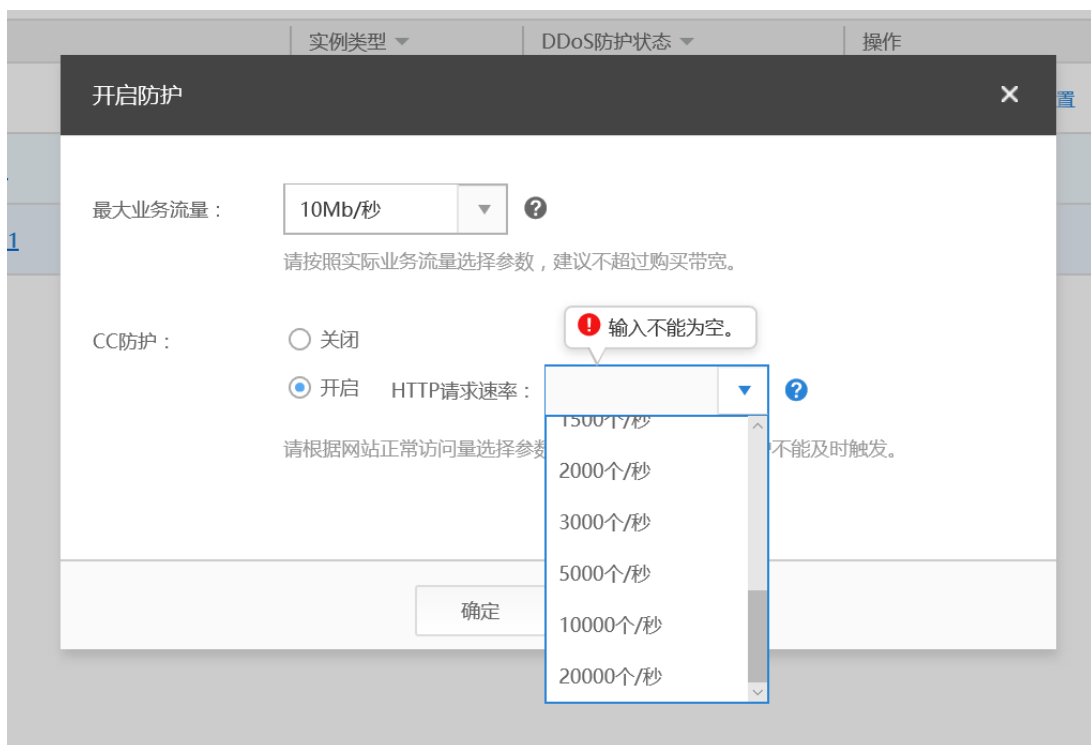 实例类型
DDoS防护状态
操作
开启防护
置
最大业务流量：
10Mb/秒
请按照实际业务流量选择参数，建议不超过购买带宽。
1
输入不能为空。
CC防护：
关闭
开启
HTTP请求速率：
1500个/秒
请根据网站正常访问量选择参
不能及时触发。
2000个/秒
3000个/秒
5000个/秒
10000个/秒
20000个/秒
确定